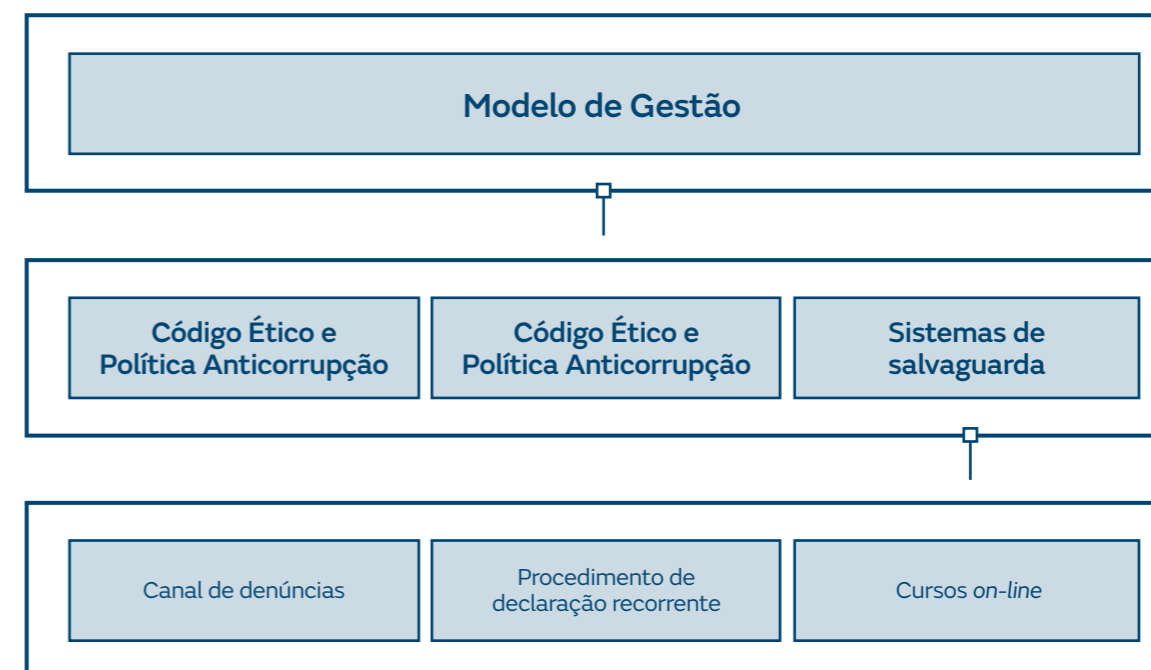 Modelo de Gestão
Código Ético e
Política Anticorrupção
Código Ético e
Política Anticorrupção
Sistemas de
salvaguarda
Canal de denúncias
Procedimento de
declaração recorrente
Cursos on-line